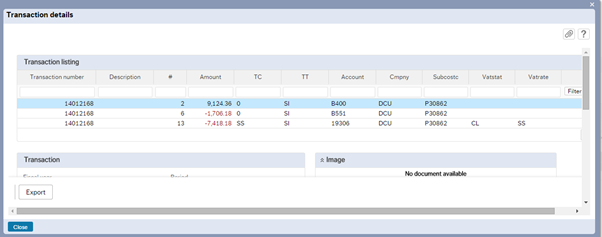 Transaction details
?
Transaction listing
Transaction number Description # Amount TC TT Account Cmpny Subcostc Vatstat Vatrate
Filter
14012168 2 9,124.36 0 SI B400 DCU P30862
14012168 6 -1,706.18 0 SI B551 DCU P30862
14012168 13 -7,418.18 SS SI 19306 DCU P30862 CL SS
Transaction Image
No document available
Export
Close